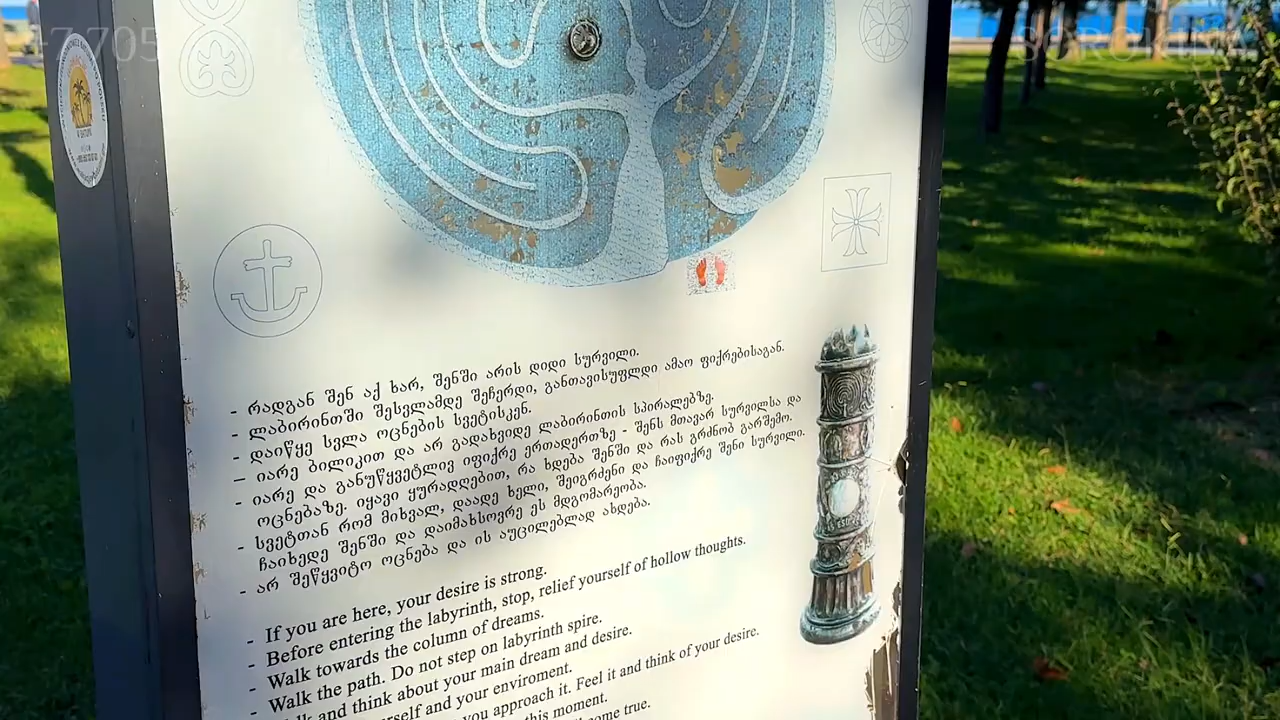 - რადგან შენ აქ ხარ, შენში არის დიდი სურვილი.
- ლაბირინთში შესვლამდე შეჩერდი, განთავისუფლდი ამაო ფიქრებისაგან.
- დაიწყე სვლა ოცნების სვეტისკენ.
- იარე ბილიკით და არ გადახვიდე ლაბირინთის სპირალებზე.
- იარე და განუწყვეტლივ იფიქრე ერთადერთზე - შენს მთავარ სურვილსა და
ოცნებაზე. იყავი ყურადღებით, რა ხდება შენში და რას გრძნობ გარშემო.
- სვეტთან რომ მიხვალ, დაადე ხელი, შეიგრძენი და ჩაიფიქრე შენი სურვილი.
ჩაიხედე შენში და დაიმახსოვრე ეს მდგომარეობა.
- არ შეწყვიტო ოცნება და ის აუცილებლად ახდება.
- If you are here, your desire is strong.
- Before entering the labyrinth, stop, relief yourself of hollow thoughts.
- Walk towards the column of dreams.
- Walk the path. Do not step on labyrinth spire.
and think about your main dream and desire.
and your enviroment.
you approach it. Feel it and think of your desire.
this moment.
come true.